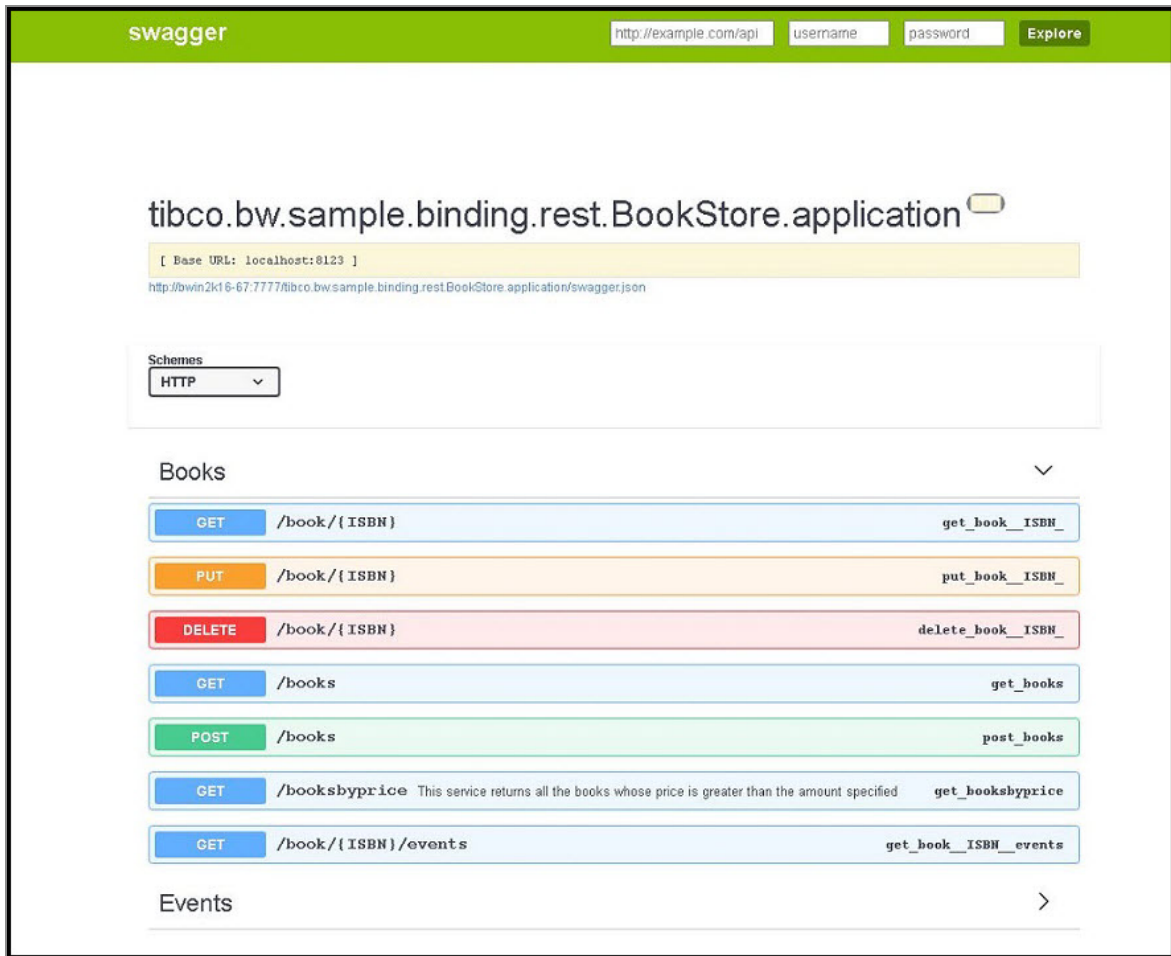 swagger http://example.com/api username password Explore
tibco.bw.sample.binding.rest.BookStore.application
[ Base URL: localhost:8123 ]
http://bwin2k16-67:7777/tibco.bw.sample.binding.rest.BookStore.application/swagger.json
Schemes
HTTP
Books
GET /book/{ISBN} get_book__ISBN_
PUT /book/{ISBN} put_book__ISBN_
DELETE /book/{ISBN} delete_book__ISBN_
GET /books get_books
POST /books post_books
GET /booksbyprice This service returns all the books whose price is greater than the amount specified get_booksbyprice
GET /book/{ISBN}/events get_book__ISBN__events
Events